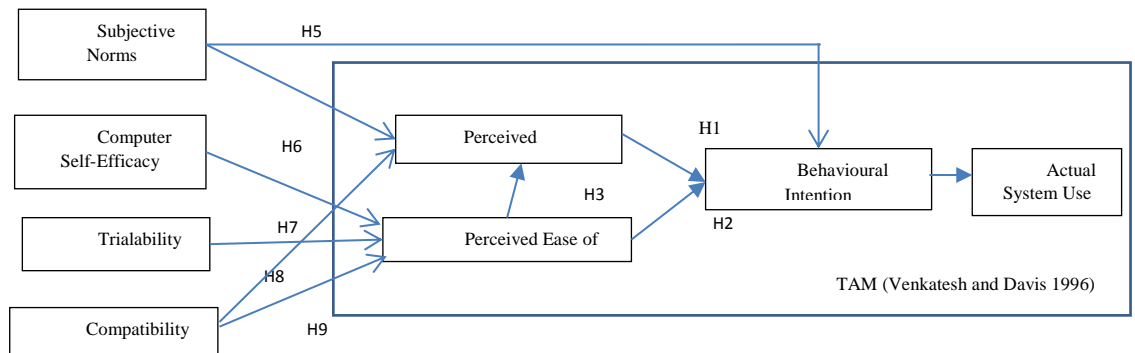 Subjective
Norms
H5
Computer
Self-Efficacy
H6
Perceived
H1
Behavioural
Intention
Actual
System Use
H3
Trialability
H7
Perceived Ease of
H2
H8
TAM (Venkatesh and Davis 1996)
Compatibility
H9